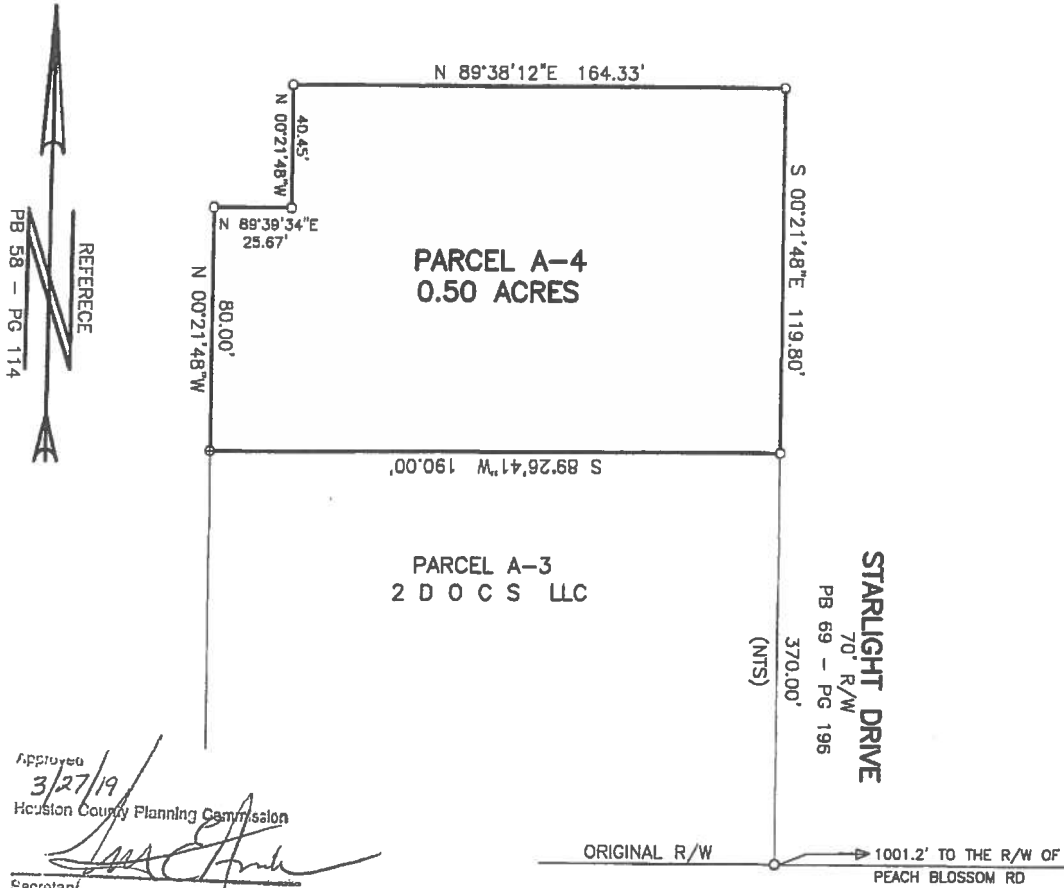 N 89°38'12"E 164.33'
40.45'
N 00°21'48"W
N 89°39'34"E
25.67'
S 00°21'48"E 119.80'
PARCEL A-4
0.50 ACRES
REFERECE
PB 58 - PG 114
80.00'
N 00°21'48"W
S 89°26'41"W 190.00'
PARCEL A-3
2 D O C S LLC
STARLIGHT DRIVE
70' R/W
PB 69 - PG 196
370.00'
(NTS)
Approved
3/27/19
Houston County Planning Commission
Secretary
ORIGINAL R/W
1001.2' TO THE R/W OF
PEACH BLOSSOM RD